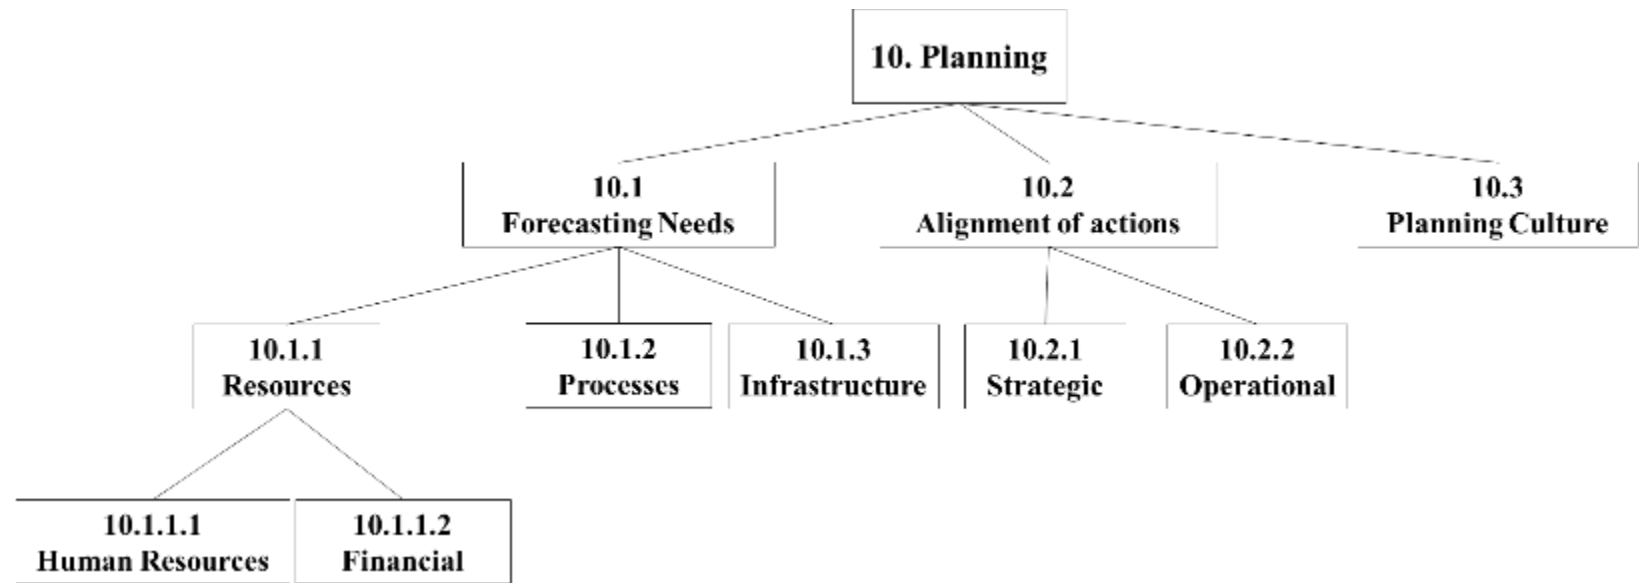 10. Planning
10.1
Forecasting Needs
10.2
Alignment of actions
10.3
Planning Culture
10.1.1
Resources
10.1.2
Processes
10.1.3
Infrastructure
10.2.1
Strategic
10.2.2
Operational
10.1.1.1
Human Resources
10.1.1.2
Financial